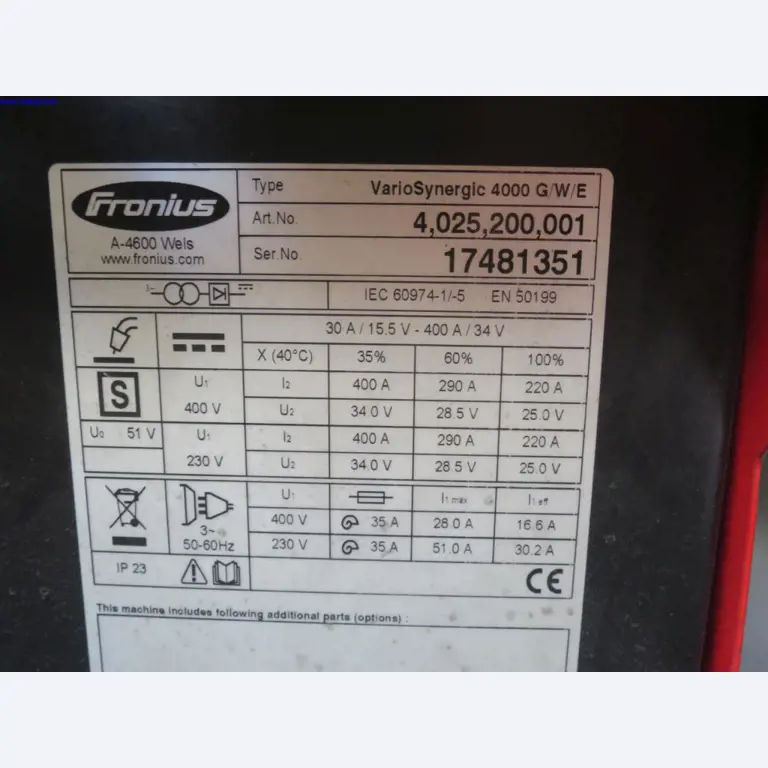 Fronius
A-4600 Wels
www.fronius.com
Type VarioSynergic 4000 G/W/E
Art.No. 4,025,200,001
Ser.No. 17481351
3~
IEC 60974-1/-5 EN 50199
30 A / 15.5 V - 400 A / 34 V
X (40°C) 35% 60% 100%
S
U1 400 V I2 400 A 290 A 220 A
U2 34.0 V 28.5 V 25.0 V
U0 51 V
U1 230 V I2 400 A 290 A 220 A
U2 34.0 V 28.5 V 25.0 V
3~
50-60Hz
U1 I1 max I1 eff
400 V 35 A 28.0 A 16.6 A
230 V 35 A 51.0 A 30.2 A
IP 23
CE
This machine includes following additional parts (options) :